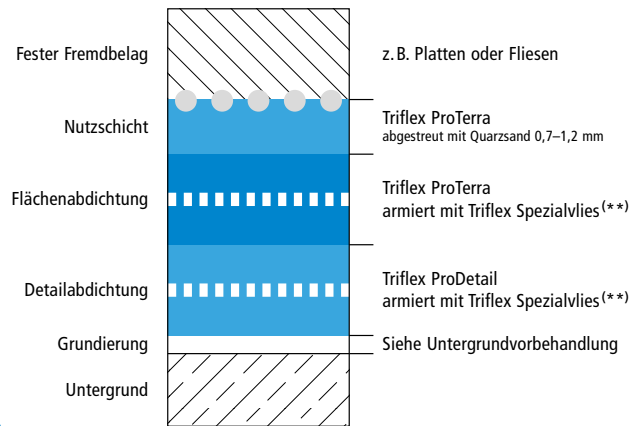 Fester Fremdbelag
z. B. Platten oder Fliesen
Nutzschicht
Triflex ProTerra
abgestreut mit Quarzsand 0,7–1,2 mm
Flächenabdichtung
Triflex ProTerra
armiert mit Triflex Spezialvlies(**)
Detailabdichtung
Triflex ProDetail
armiert mit Triflex Spezialvlies(**)
Grundierung
Siehe Untergrundvorbehandlung
Untergrund